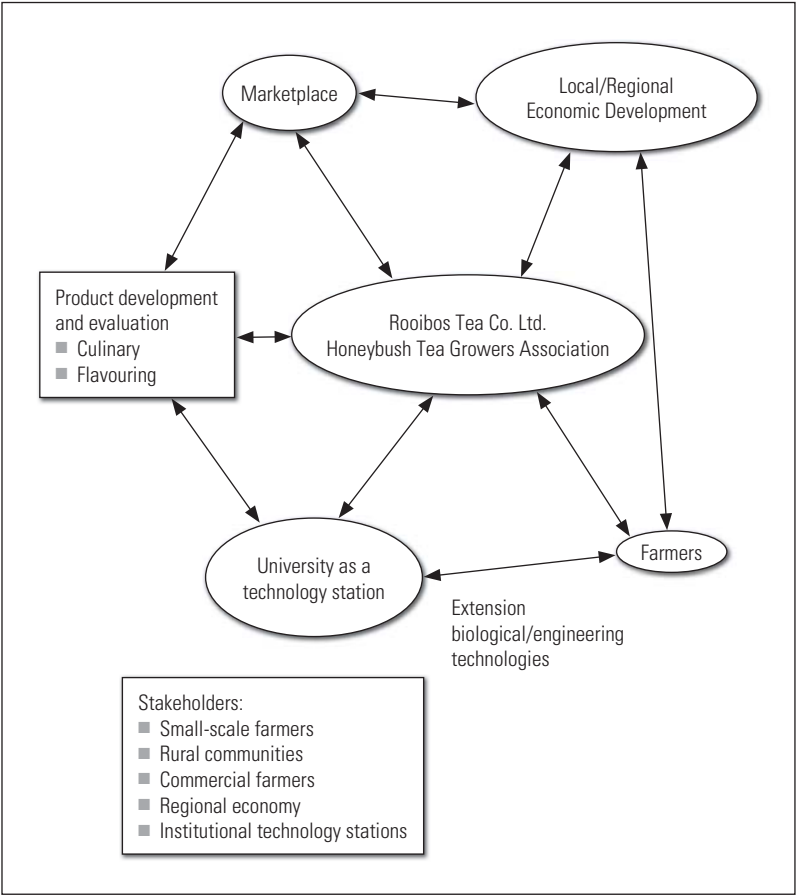 Marketplace
Local/Regional
Economic Development
Product development
and evaluation
■ Culinary
■ Flavouring
Rooibos Tea Co. Ltd.
Honeybush Tea Growers Association
University as a
technology station
Farmers
Extension
biological/engineering
technologies
Stakeholders:
■ Small-scale farmers
■ Rural communities
■ Commercial farmers
■ Regional economy
■ Institutional technology stations